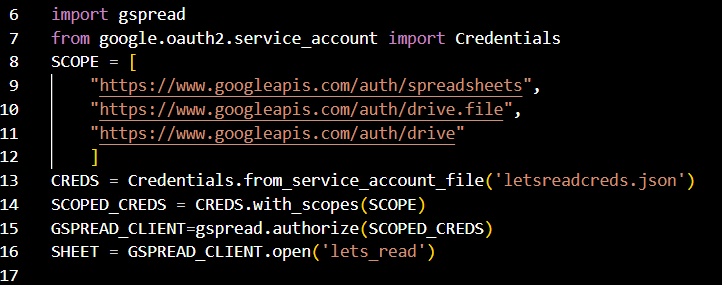 6 import gspread
7 from google.oauth2.service_account import Credentials
8 SCOPE = [
9     "https://www.googleapis.com/auth/spreadsheets",
10     "https://www.googleapis.com/auth/drive.file",
11     "https://www.googleapis.com/auth/drive"
12     ]
13 CREDS = Credentials.from_service_account_file('letsreadcreds.json')
14 SCOPED_CREDS = CREDS.with_scopes(SCOPE)
15 GSPREAD_CLIENT=gspread.authorize(SCOPED_CREDS)
16 SHEET = GSPREAD_CLIENT.open('lets_read')
17